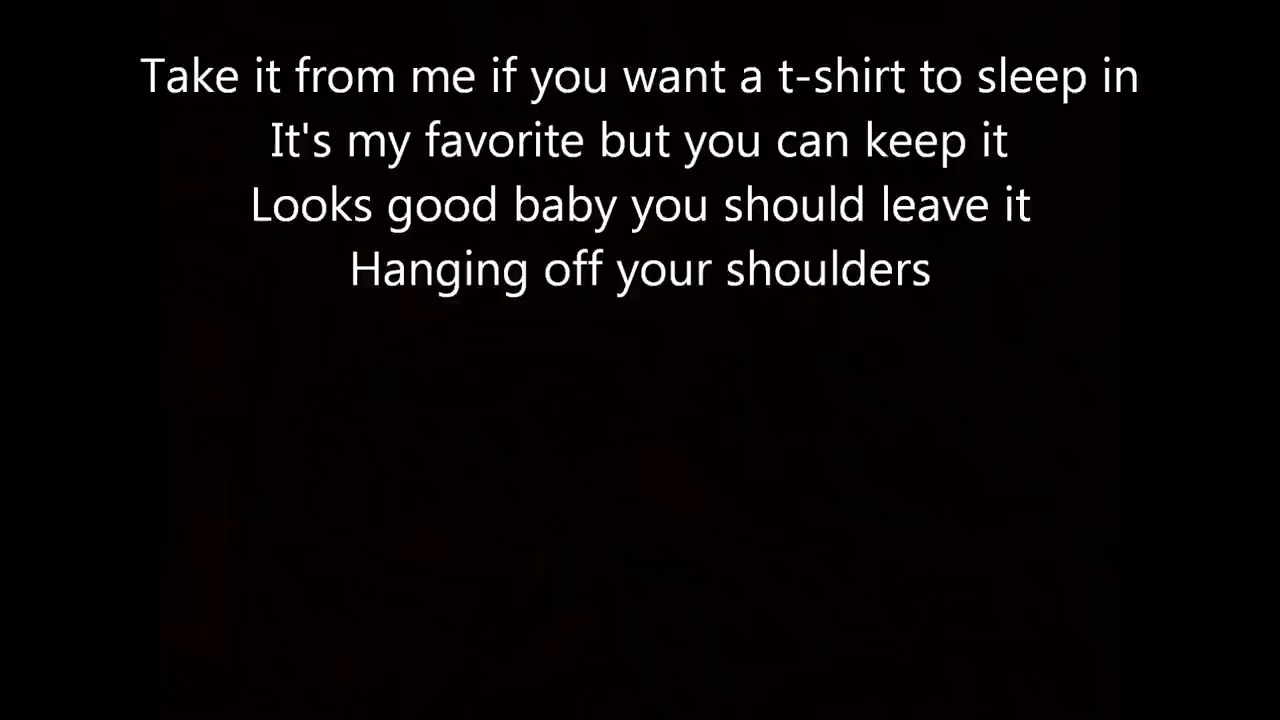 Take it from me if you want a t-shirt to sleep in
It's my favorite but you can keep it
Looks good baby you should leave it
Hanging off your shoulders